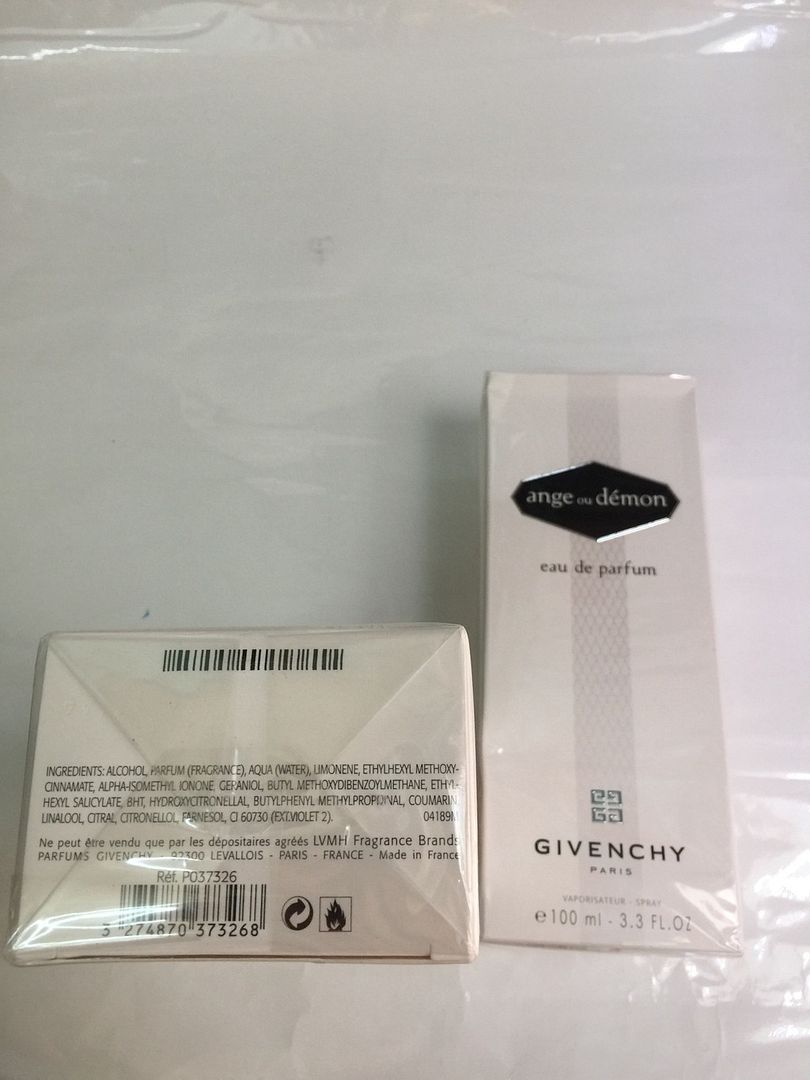 ange ou démon
eau de parfum
GIVENCHY
PARIS
VAPORISATEUR - SPRAY
e100 ml - 3.3 FL.OZ
INGREDIENTS: ALCOHOL, PARFUM (FRAGRANCE), AQUA (WATER), LIMONENE, ETHYLHEXYL METHOXY-
CINNAMATE, ALPHA-ISOMETHYL IONONE, GERANIOL, BUTYL METHOXYDIBENZOYLMETHANE, ETHYL-
HEXYL SALICYLATE, BHT, HYDROXYCITRONELLAL, BUTYLPHENYL METHYLPROPIONAL, COUMARIN,
LINALOOL, CITRAL, CITRONELLOL, FARNESOL, CI 60730 (EXT.VIOLET 2). 04189M
Ne peut être vendu que par les dépositaires agréés LVMH Fragrance Brands
PARFUMS GIVENCHY - 92300 LEVALLOIS - PARIS - FRANCE - Made in France
Réf. P037326
3 274870 373268